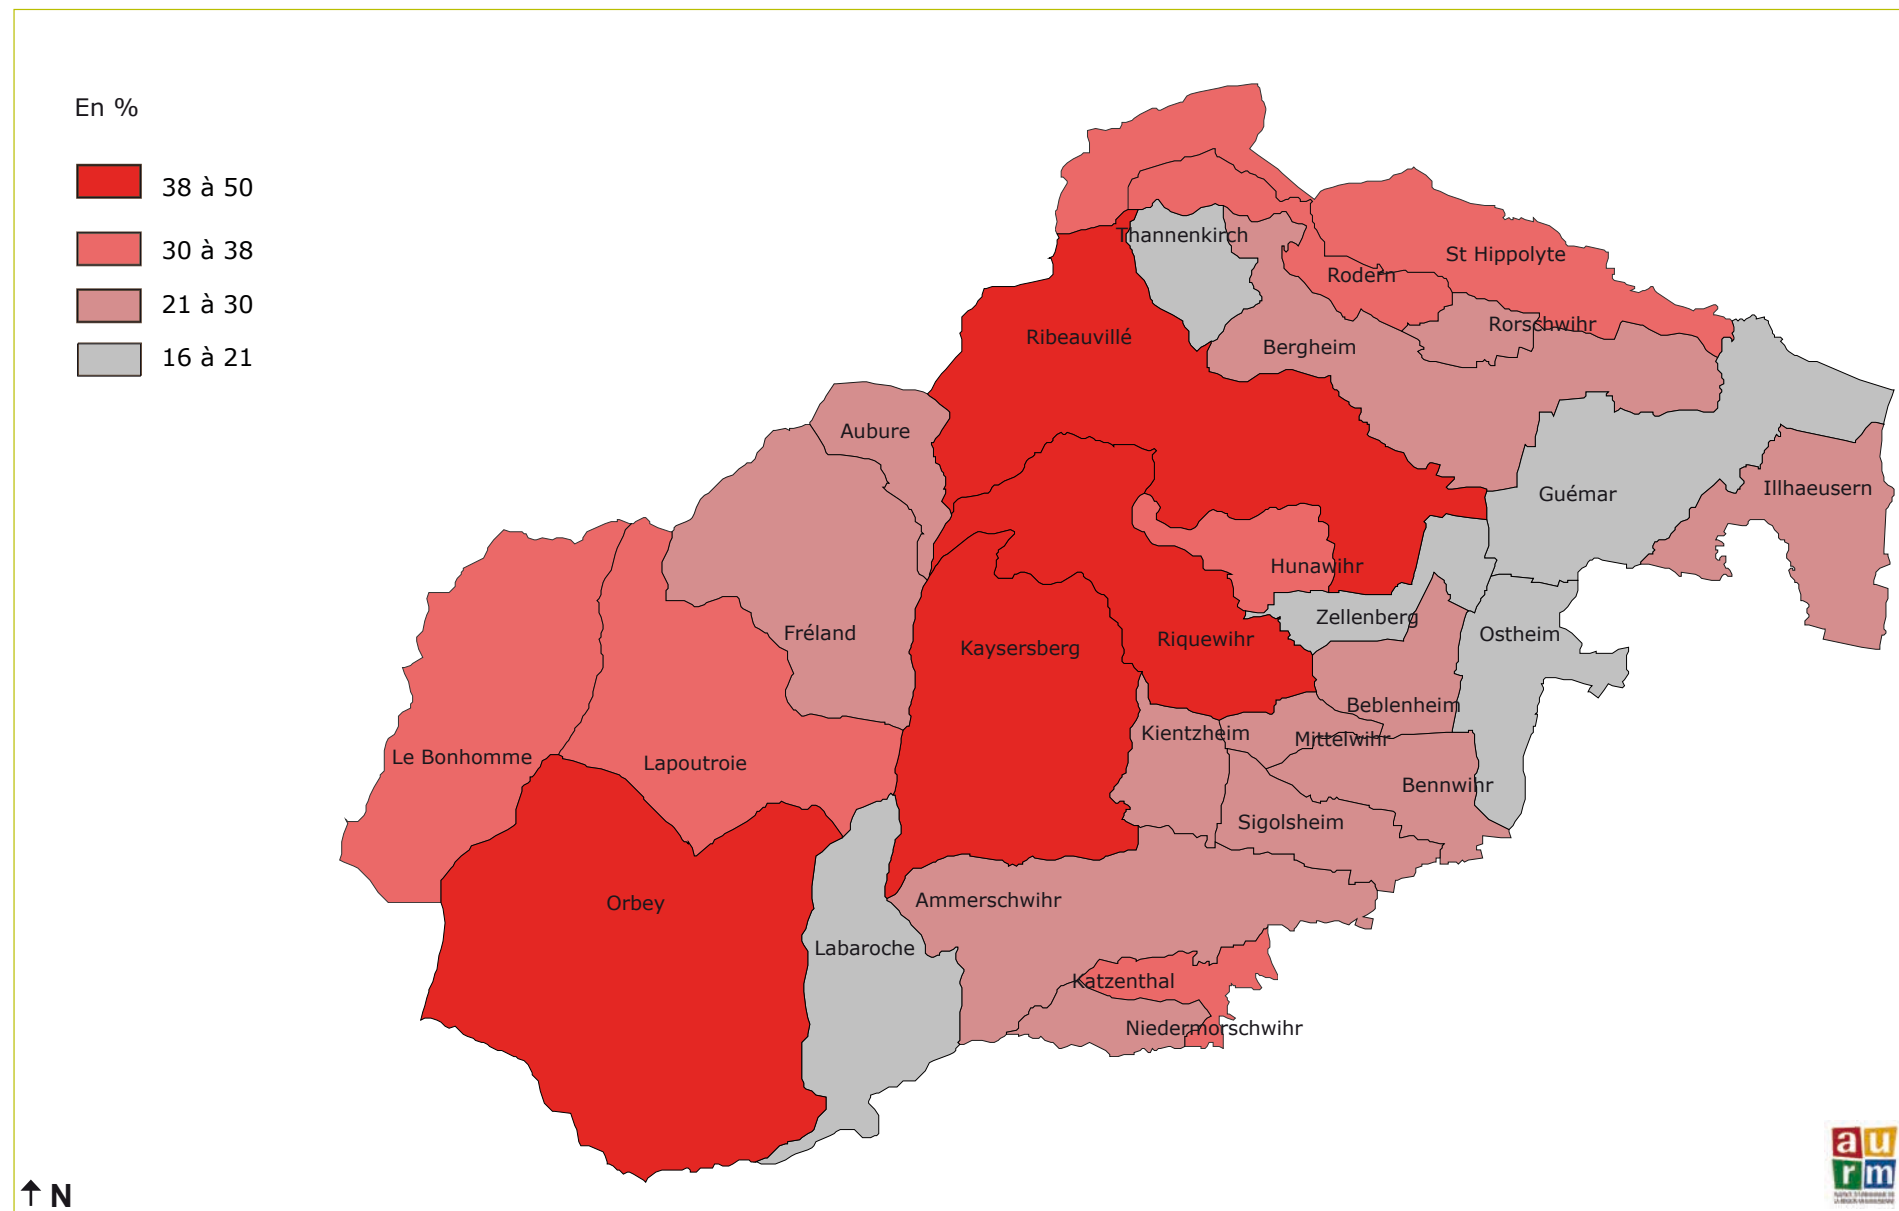 En %
38 à 50
30 à 38
21 à 30
16 à 21
Thannenkirch
St Hippolyte
Rodern
Rorschwihr
Ribeauvillé
Bergheim
Aubure
Guémar
Illhaeusern
Hunawihr
Zellenberg
Fréland
Ostheim
Riquewihr
Kaysersberg
Beblenheim
Kientzheim
Mittelwihr
Le Bonhomme
Lapoutroie
Bennwihr
Sigolsheim
Orbey
Ammerschwihr
Labaroche
Katzenthal
Niedermorschwihr
N
au
rm